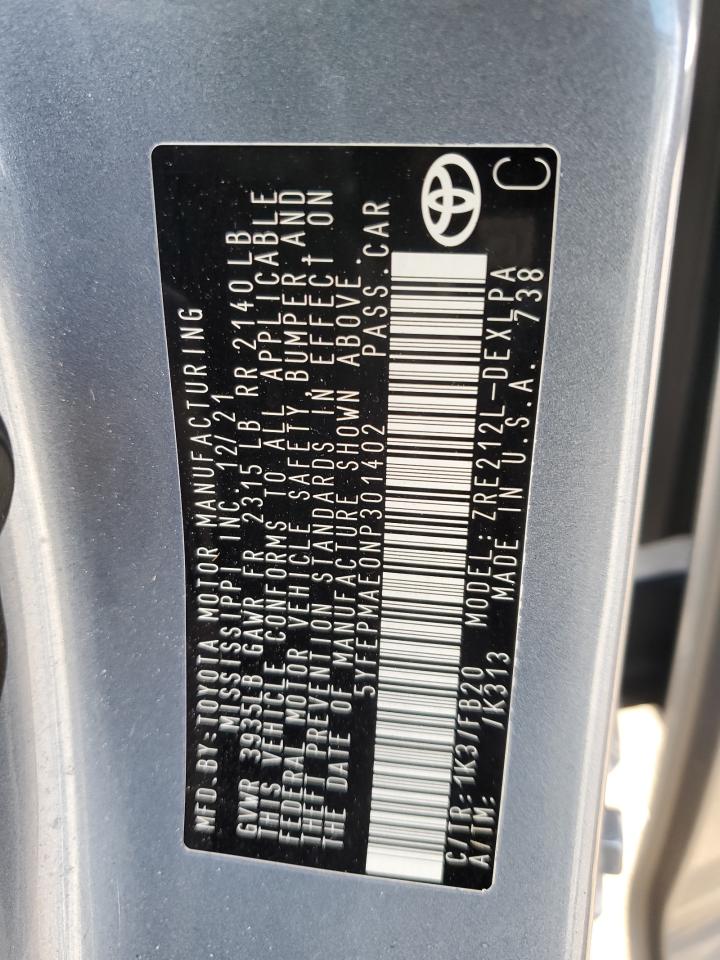 MFD.BY:TOYOTA MOTOR MANUFACTURING
MISSISSIPPI INC. 12/21
GVWR 3935LB GAWR FR 2315 LB RR 2140 LB
THIS VEHICLE CONFORMS TO ALL APPLICABLE
FEDERAL MOTOR VEHICLE SAFETY, BUMPER AND
THEFT PREVENTION STANDARDS IN EFFECT ON
THE DATE OF MANUFACTURE SHOWN ABOVE.
5YFEPMAE0NP301402 PASS.CAR
C/TR: 1K3/FB20 MODEL: ZRE212L-DEXLPA
A/TM: /K313 MADE IN U.S.A. 738
C